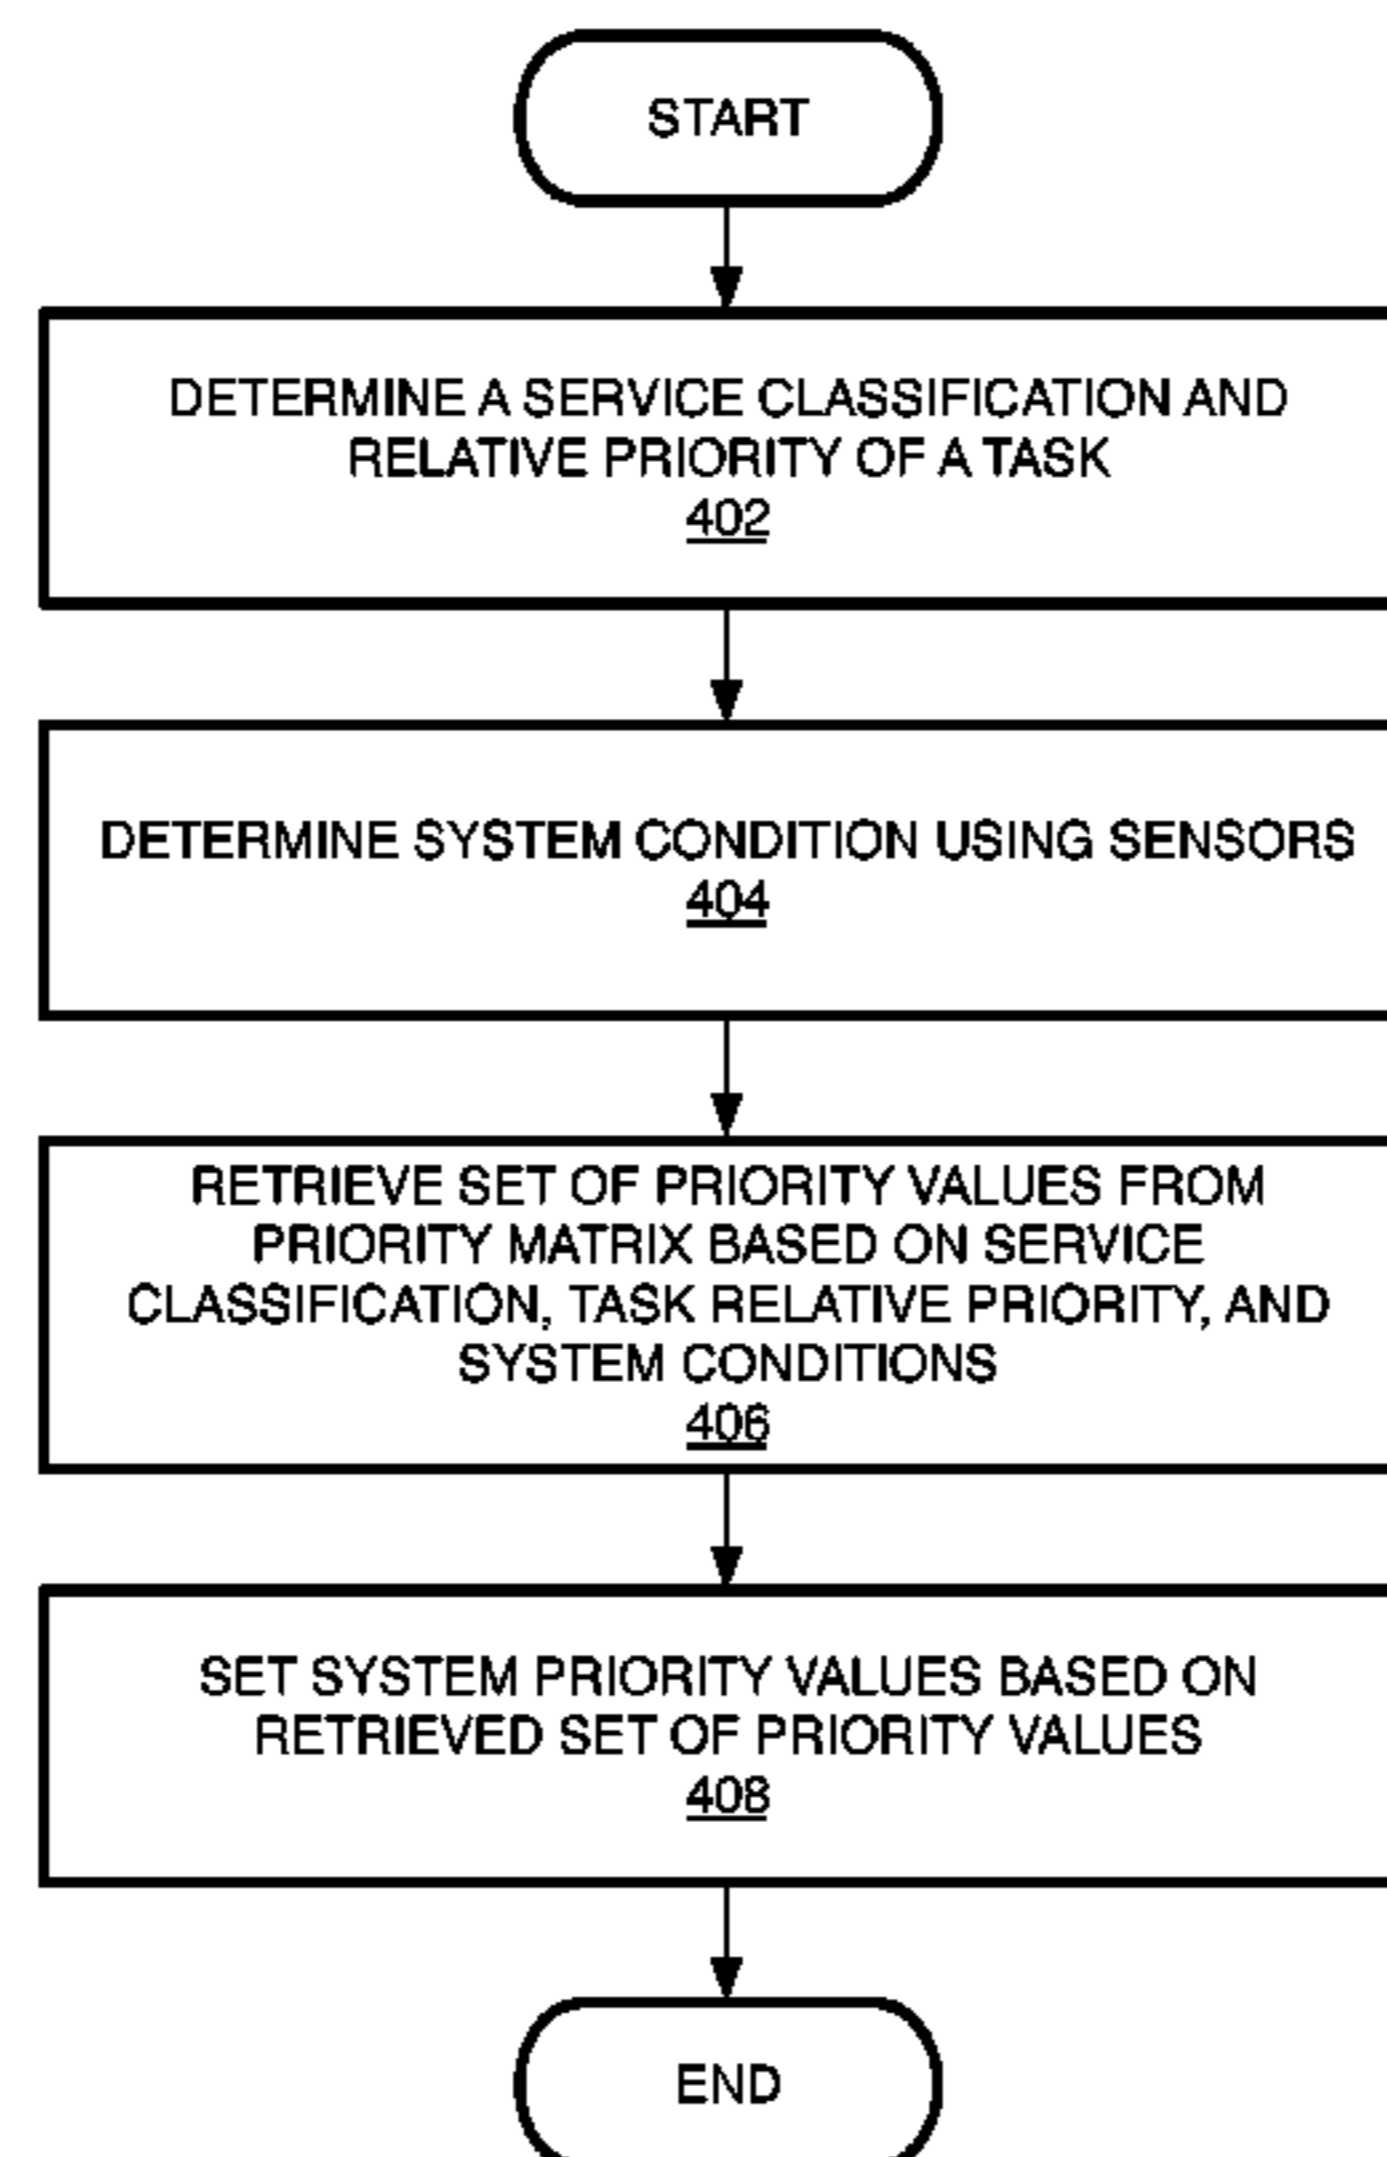 START
DETERMINE A SERVICE CLASSIFICATION AND
RELATIVE PRIORITY OF A TASK
402
DETERMINE SYSTEM CONDITION USING SENSORS
404
RETRIEVE SET OF PRIORITY VALUES FROM
PRIORITY MATRIX BASED ON SERVICE
CLASSIFICATION, TASK RELATIVE PRIORITY, AND
SYSTEM CONDITIONS
406
SET SYSTEM PRIORITY VALUES BASED ON
RETRIEVED SET OF PRIORITY VALUES
408
END